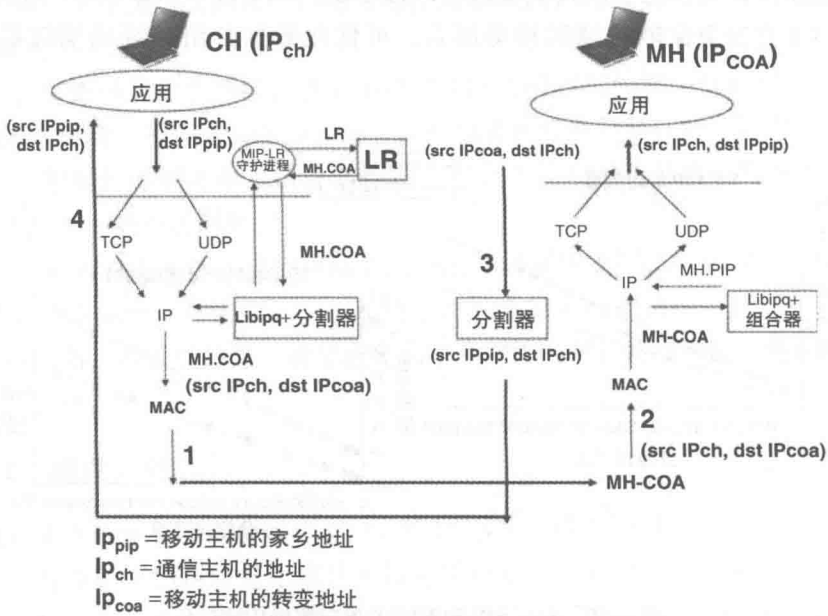 CH (IPch)
MH (IPCOA)
应用
应用
(src IPpip,
dst IPch)
(src IPch,
dst IPpip)
MIP-LR
守护进程
LR
MH.COA
LR
(src IPcoa, dst IPch)
(src IPch, dst IPpip)
4
TCP
UDP
MH.COA
3
TCP
UDP
IP
MH.PIP
IP
Libipq+分割器
分割器
Libipq+
组合器
MH-COA
MH.COA
(src IPch, dst IPcoa)
(src IPpip, dst IPch)
MAC
MAC
1
2
(src IPch, dst IPcoa)
MH-COA
Ippip =移动主机的家乡地址
Ipch =通信主机的地址
Ipcoa =移动主机的转变地址